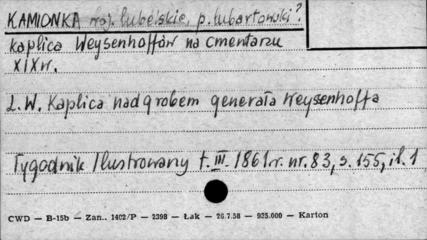 KAMIONKA woj. lubelskie, p. lubartowski?
kaplica Weysenhoffów na cmentarzu
XIX w.
L.W. Kaplica nad grobem generała Weysenhoffa
Tygodnik Ilustrowany t. III. 1861.r. nr. 83, s. 155, il. 1
CWD — B-15b — Zam. 1402/P — 2398 — Łak — 26.7.58 — 925.000 — Karton